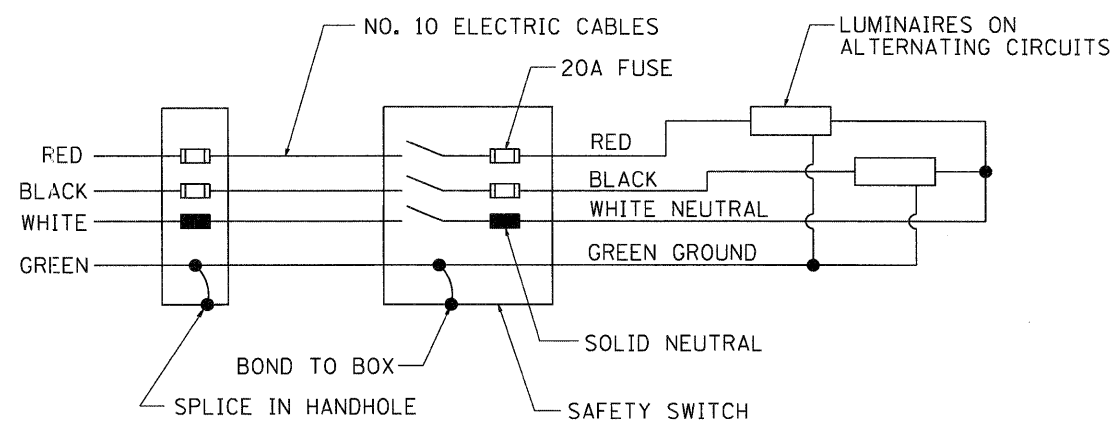 LUMINAIRES ON
ALTERNATING CIRCUITS
NO. 10 ELECTRIC CABLES
20A FUSE
RED
RED
BLACK
BLACK
WHITE NEUTRAL
WHITE
GREEN GROUND
GREEN
SOLID NEUTRAL
BOND TO BOX
SPLICE IN HANDHOLE
SAFETY SWITCH